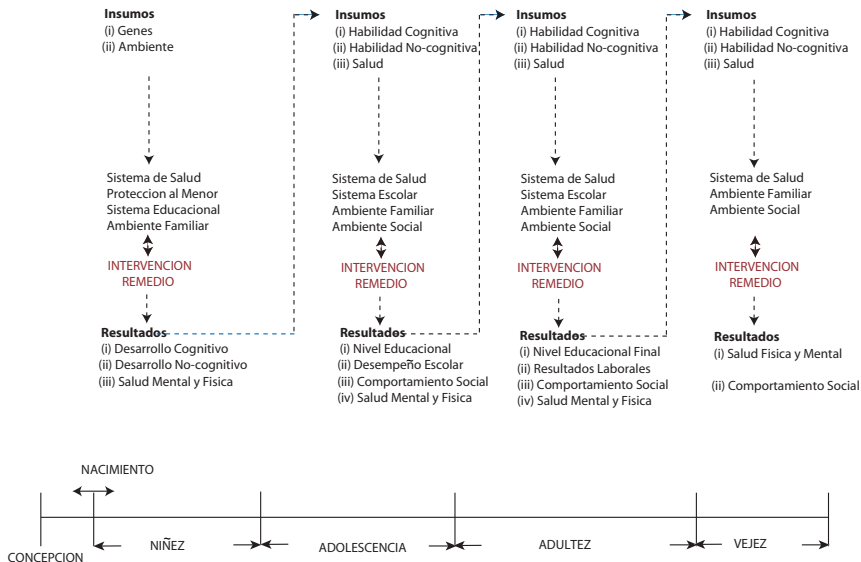 Insumos
(i) Genes
(ii) Ambiente
Sistema de Salud
Proteccion al Menor
Sistema Educacional
Ambiente Familiar
INTERVENCION
REMEDIO
Resultados
(i) Desarrollo Cognitivo
(ii) Desarrollo No-cognitivo
(iii) Salud Mental y Fisica
Insumos
(i) Habilidad Cognitiva
(ii) Habilidad No-cognitiva
(iii) Salud
Sistema de Salud
Sistema Escolar
Ambiente Familiar
Ambiente Social
INTERVENCION
REMEDIO
Resultados
(i) Nivel Educacional
(ii) Desempeño Escolar
(iii) Comportamiento Social
(iv) Salud Mental y Fisica
Insumos
(i) Habilidad Cognitiva
(ii) Habilidad No-cognitiva
(iii) Salud
Sistema de Salud
Sistema Escolar
Ambiente Familiar
Ambiente Social
INTERVENCION
REMEDIO
Resultados
(i) Nivel Educacional Final
(ii) Resultados Laborales
(iii) Comportamiento Social
(iv) Salud Mental y Fisica
Insumos
(i) Habilidad Cognitiva
(ii) Habilidad No-cognitiva
(iii) Salud
Sistema de Salud
Ambiente Familiar
Ambiente Social
INTERVENCION
REMEDIO
Resultados
(i) Salud Fisica y Mental
(ii) Comportamiento Social
NACIMIENTO
CONCEPCION
NIÑEZ
ADOLESCENCIA
ADULTEZ
VEJEZ